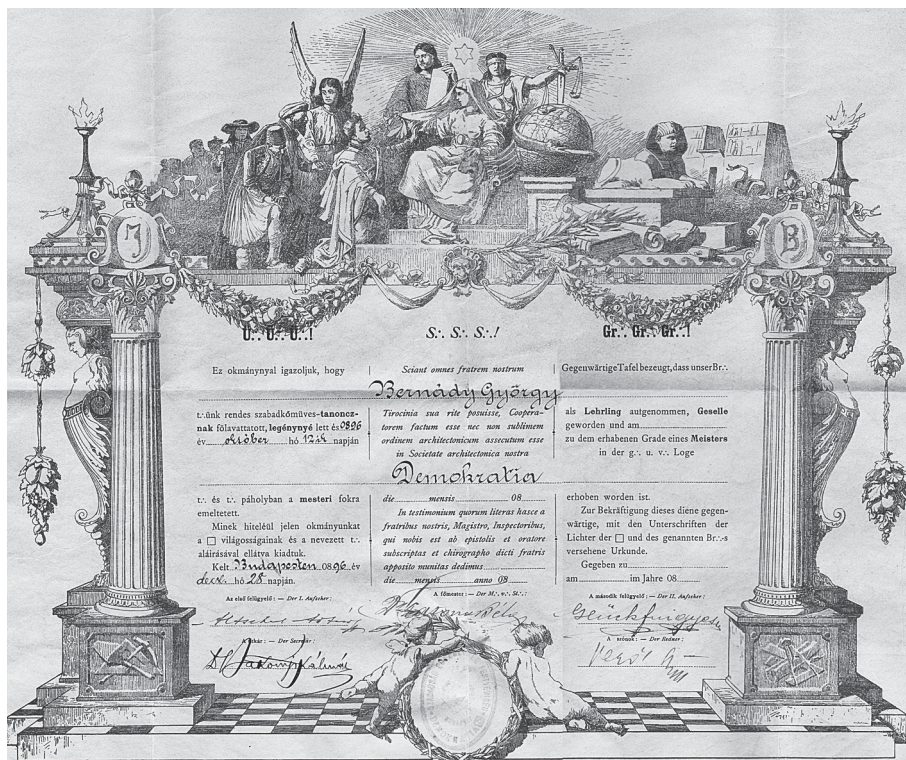 J
B
Ü∴ Ü∴ Ü∴!
S∴ S∴ S∴!
Gr∴ Gr∴ Gr∴!
Ez okmánynyal igazoljuk, hogy
Sciant omnes fratrem nostrum
Gegenwärtige Tafel bezeugt, dass unser Br∴
Bernády György
t∴ünk rendes szabadkőműves-tanoncz-
nak fölavattatott, legénynyé lett és 0896
év október hó 12ik napján
Tirocinia sua rite posuisse, Coopera-
torem factum esse nec non sublimem
ordinem architectonicum assecutum esse
in Societate architectonica nostra
als Lehrling aufgenommen, Geselle
geworden und am
zu dem erhabenen Grade eines Meisters
in der g∴ u. v∴ Loge
Demokratia
t∴ és t∴ páholyban a mesteri fokra
emeltetett.
Minek hiteléül jelen okmányunkat
a □ világosságainak és a nevezett t∴
aláirásával ellátva kiadtuk.
Kelt Budapesten 0896 év
deck. hó 28 napján.
die mensis 08
In testimonium quorum literas hasce a
fratribus nostris, Magistro, Inspectoribus,
qui nobis est ab epistolis et oratore
subscriptas et chirographo dicti fratris
apposito munitas dedimus
die mensis anno 08
erhoben worden ist.
Zur Bekräftigung dieses diene gegen-
wärtige, mit den Unterschriften der
Lichter der □ und des genannten Br∴-s
versehene Urkunde.
Gegeben zu
am im Jahre 08
Az első felügyelő: — Der I. Aufseher:
A főmester: — Der M. v. St.:
A második felügyelő: — Der II. Aufseher:
A titkár: — Der Secretär:
A szónok: — Der Redner: